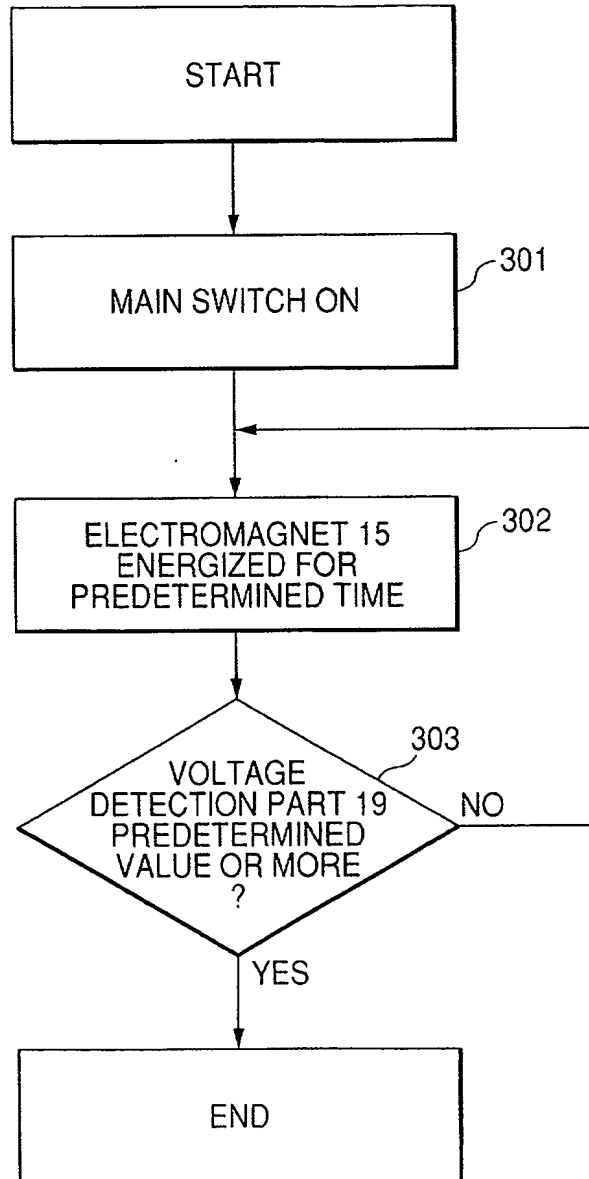 START
MAIN SWITCH ON
301
ELECTROMAGNET 15
ENERGIZED FOR
PREDETERMINED TIME
302
303
VOLTAGE
DETECTION PART 19
PREDETERMINED
VALUE OR MORE
?
NO
YES
END